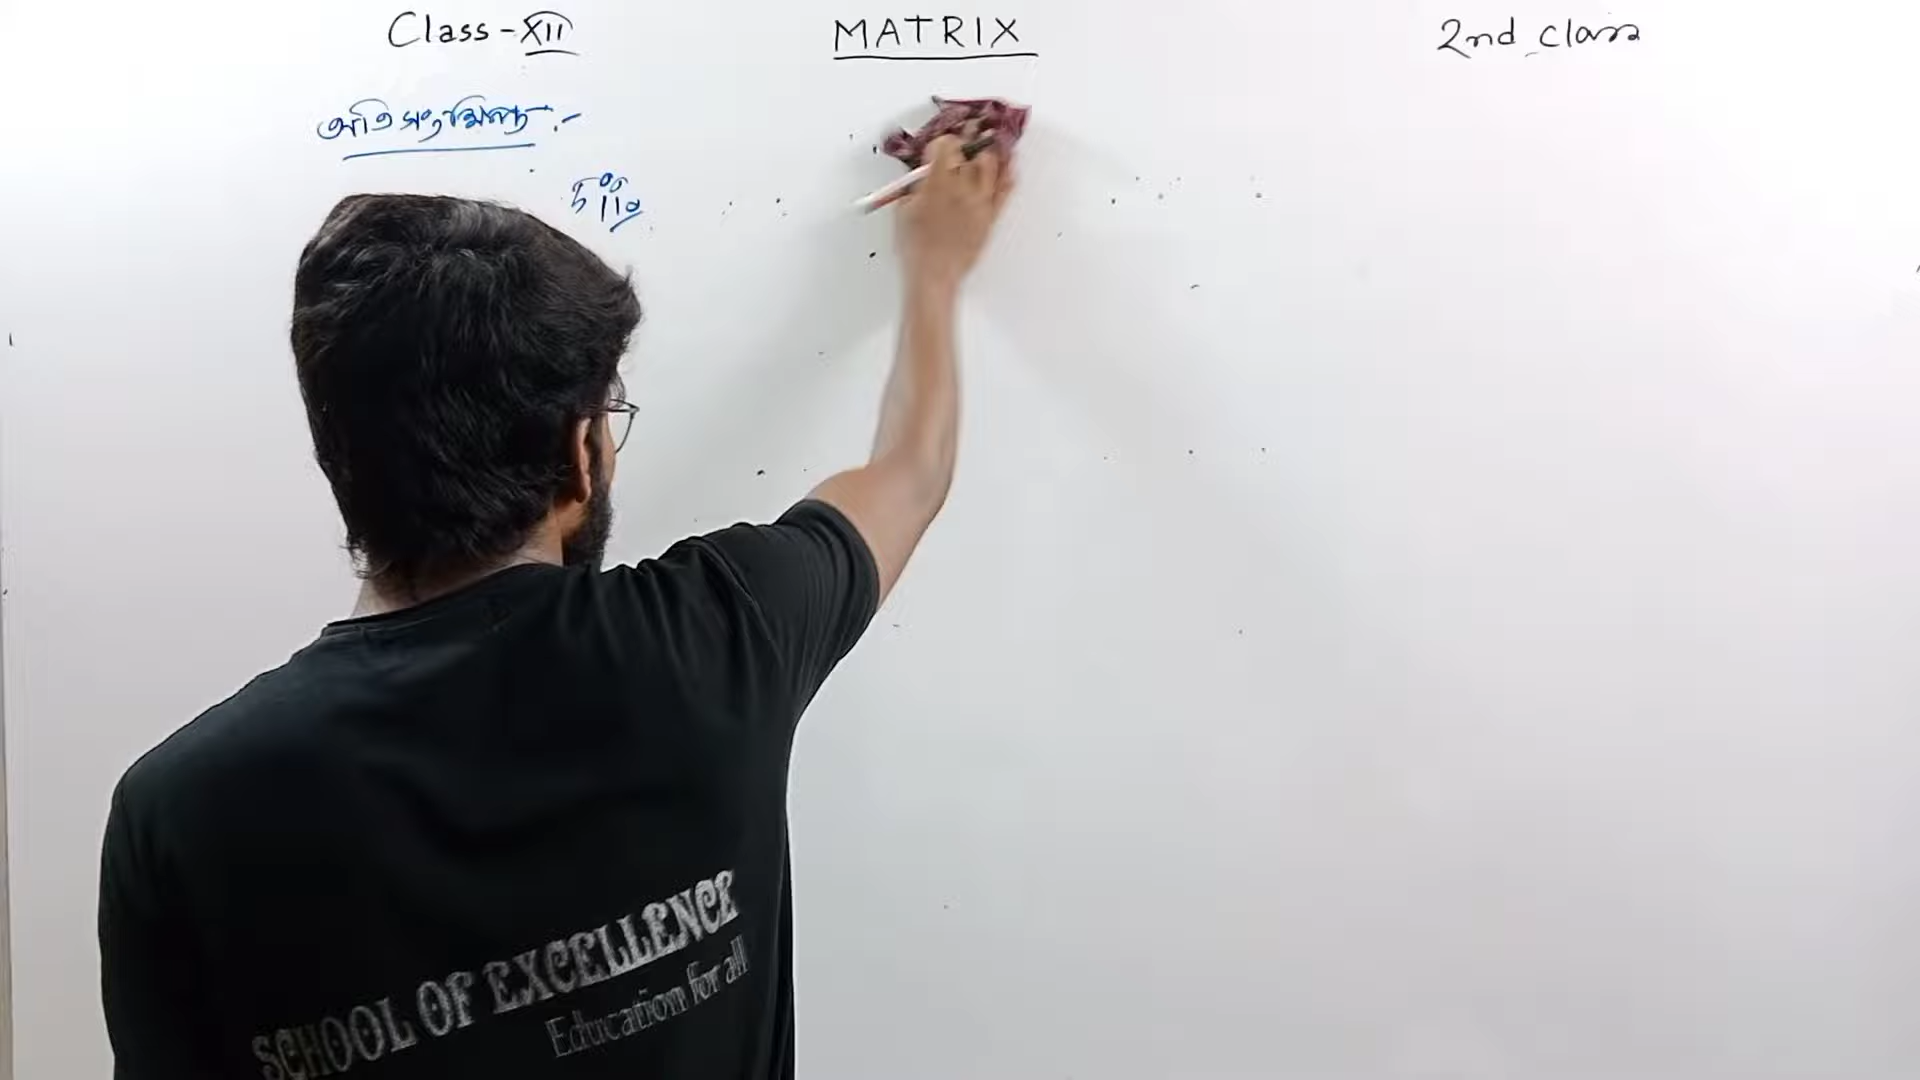 Class - XII MATRIX 2nd class
অতি সংক্ষিপ্ত :-
SCHOOL OF EXCELLENCE
Education for all